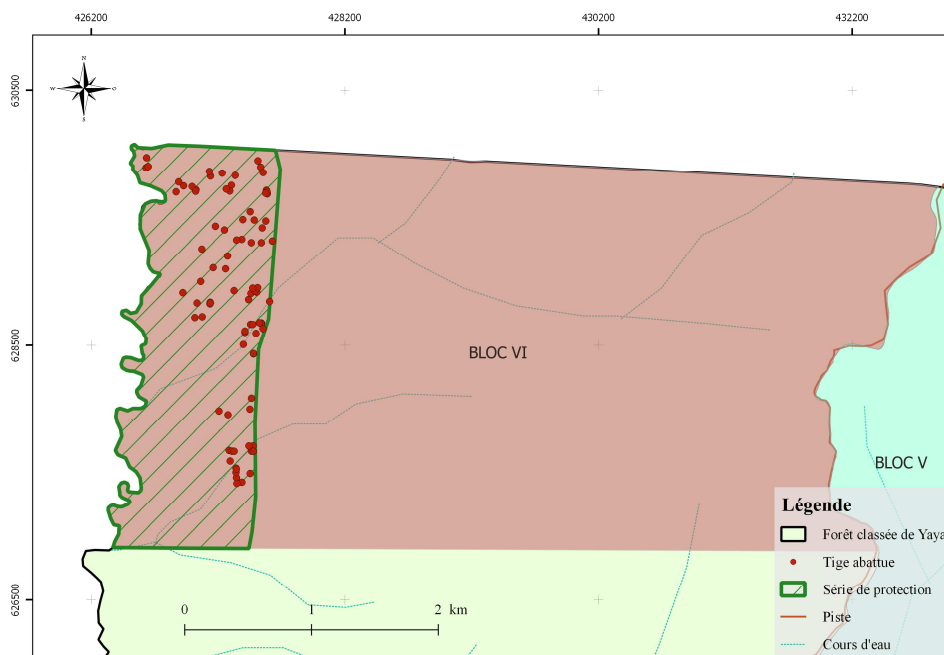 426200 428200 430200 432200
630500
N
W O
S
628500
BLOC VI
BLOC V
626500
0 1 2 km
Légende
Forêt classée de Yaya
Tige abattue
Série de protection
Piste
Cours d'eau